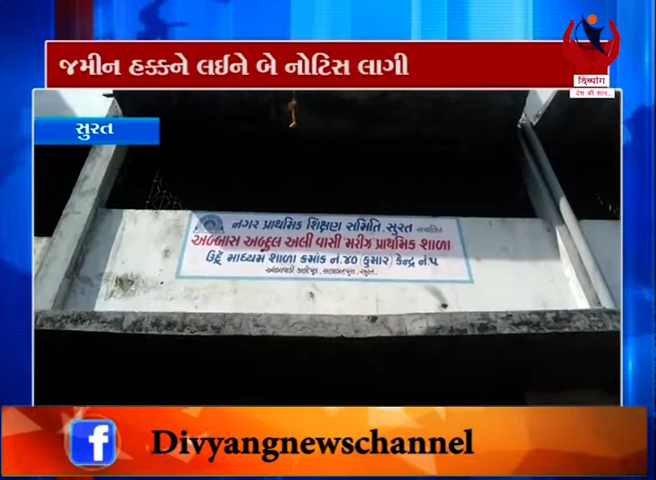 જમીન હક્કને લઈને બે નોટિસ લાગી
दिव्यांग
देश की शान..
સુરત
નગર પ્રાથમિક શિક્ષણ સમિતિ. સુરત સંચાલિત
અબ્બાસ અબ્દુલ અલી વાસી મરીઝ પ્રાથમિક શાળા
ઉર્દૂ માધ્યમ શાળા ક્રમાંક નં.૪૦ (કુમાર) કેન્દ્ર નં.૫
f
Divyangnewschannel